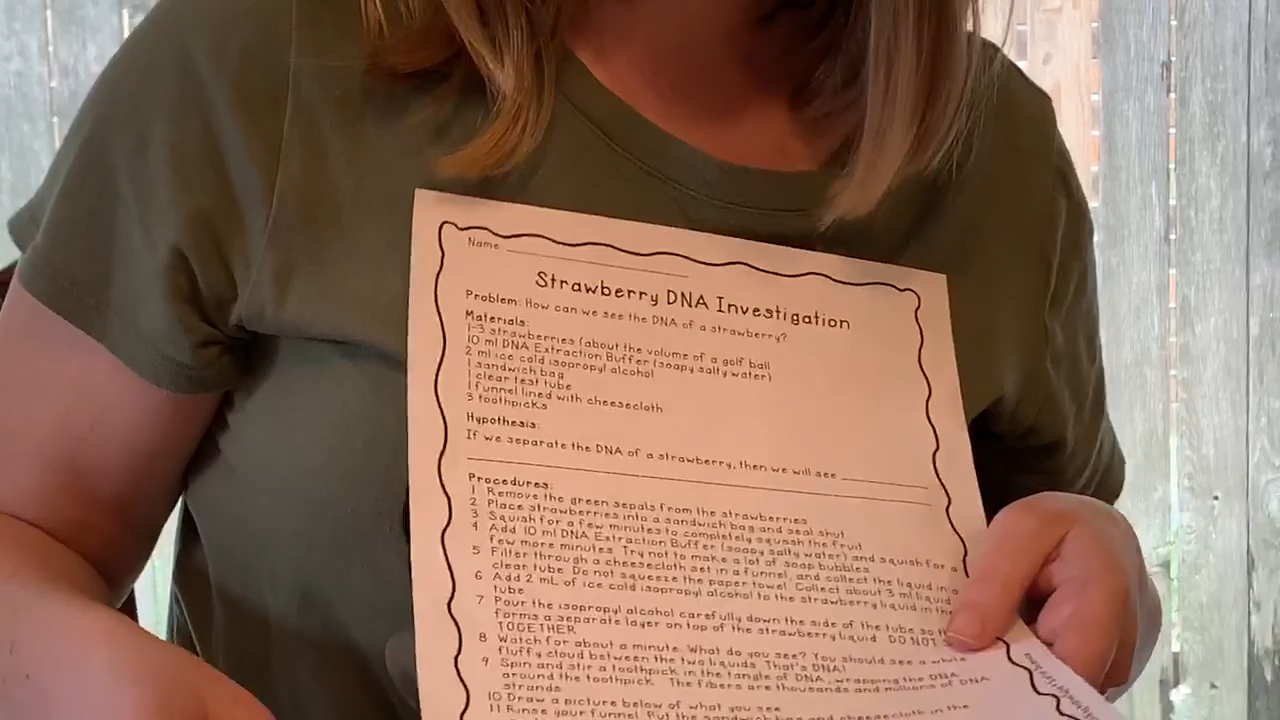 Name
Strawberry DNA Investigation
Problem: How can we see the DNA of a strawberry?
Materials:
1-3 strawberries (about the volume of a golf ball
10 ml DNA Extraction Buffer (soapy salty water)
2 ml ice cold isopropyl alcohol
1 sandwich bag
1 clear test tube
1 funnel lined with cheesecloth
3 toothpicks
Hypothesis:
If we separate the DNA of a strawberry, then we will see
Procedures:
1 Remove the green sepals from the strawberries
2 Place strawberries into a sandwich bag and seal shut
3 Squish for a few minutes to completely squash the fruit
4 Add 10 ml DNA Extraction Buffer (soapy salty water) and squish for a
few more minutes. Try not to make a lot of soap bubbles
5 Filter through a cheesecloth set in a funnel, and collect the liquid in a
clear tube. Do not squeeze the paper towel. Collect about 3 ml liquid
6 Add 2 mL of ice cold isopropyl alcohol to the strawberry liquid in the
tube
7 Pour the isopropyl alcohol carefully down the side of the tube so
forms a separate layer on top of the strawberry liquid DO NOT
TOGETHER
8 Watch for about a minute. What do you see? You should see a white
fluffy cloud between the two liquids. That's DNA!
9 Spin and stir a toothpick in the tangle of DNA, wrapping the DNA
around the toothpick. The fibers are thousands and millions of DNA
strands
10 Draw a picture below of what you see
11 Rinse your funnel. Put the sandwich bag and cheesecloth in the